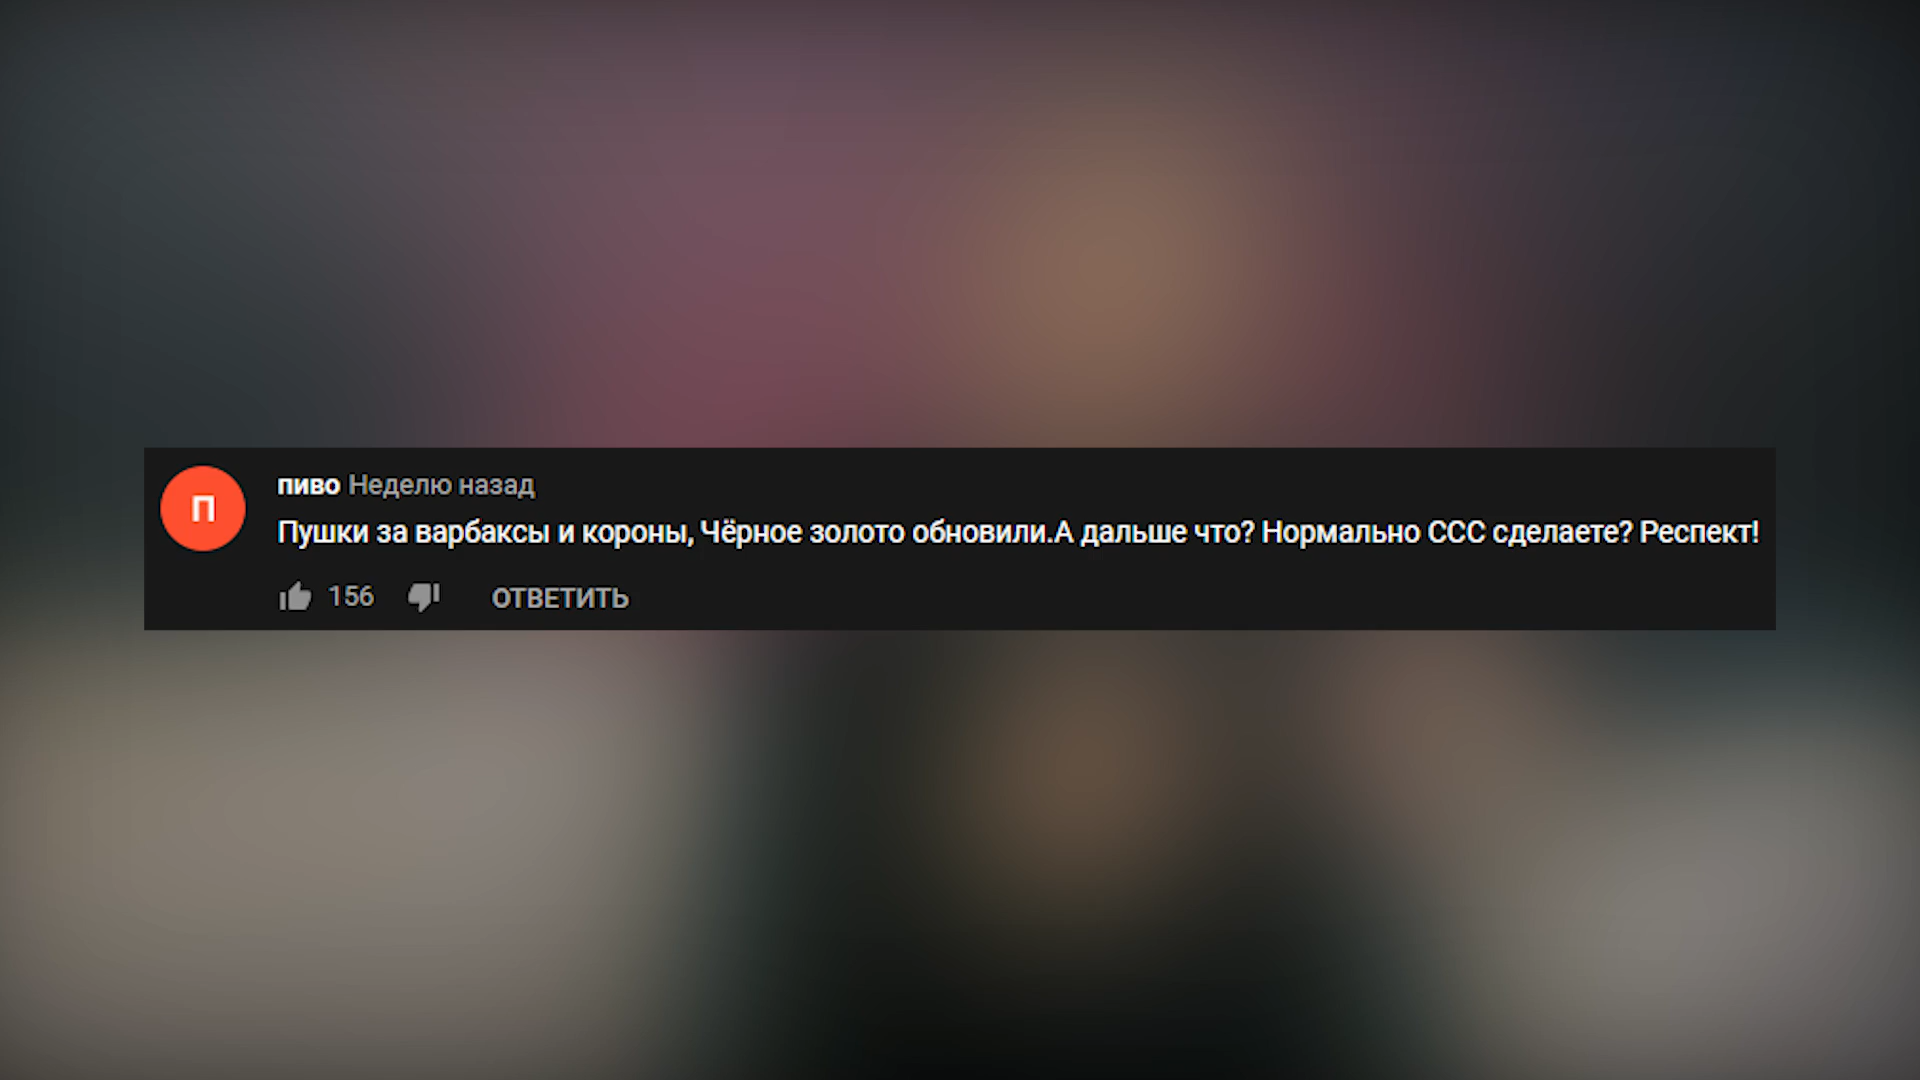 П
пиво Неделю назад
Пушки за варбаксы и короны, Чёрное золото обновили.А дальше что? Нормально ССС сделаете? Респект!
156 ОТВЕТИТЬ